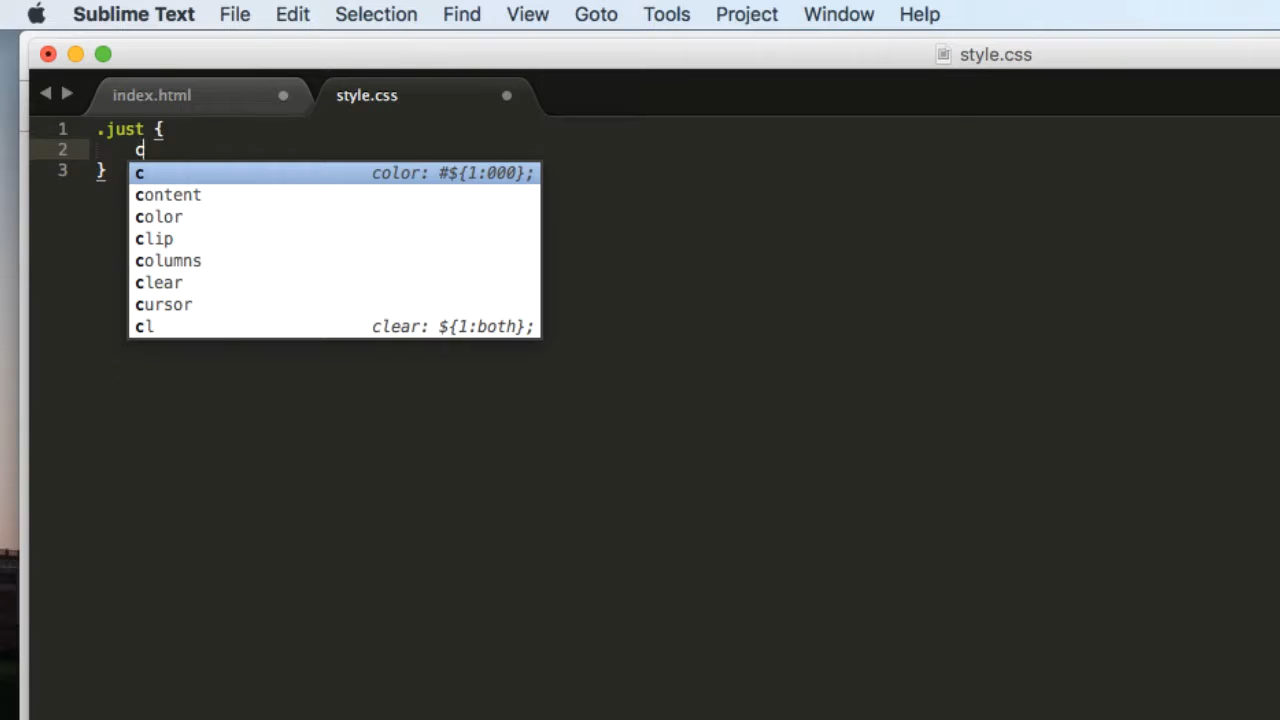 Sublime Text File Edit Selection Find View Goto Tools Project Window Help
style.css
index.html style.css
1 .just {
2 c
3 }
c color: #${1:000};
content
color
clip
columns
clear
cursor
cl clear: ${1:both};